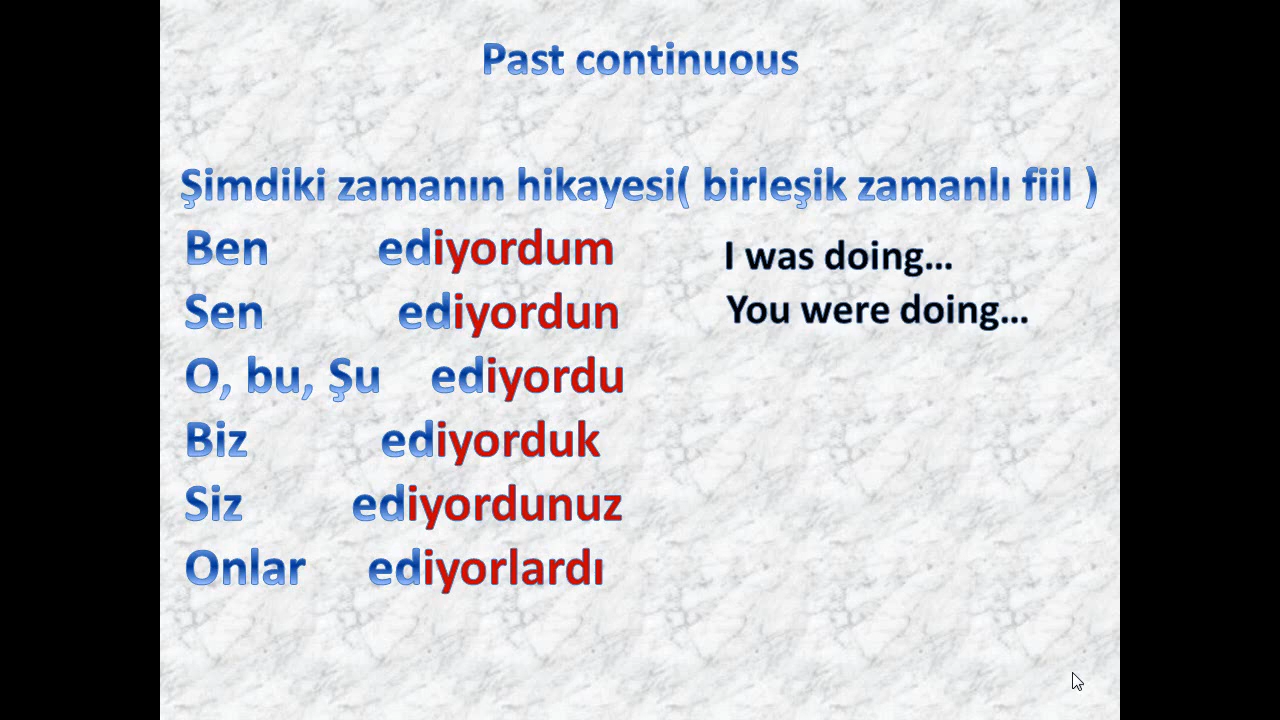 Past continuous
Şimdiki zamanın hikayesi( birleşik zamanlı fiil )
Ben ediyordum I was doing...
Sen ediyordun You were doing...
O, bu, Şu ediyordu
Biz ediyorduk
Siz ediyordunuz
Onlar ediyorlardı